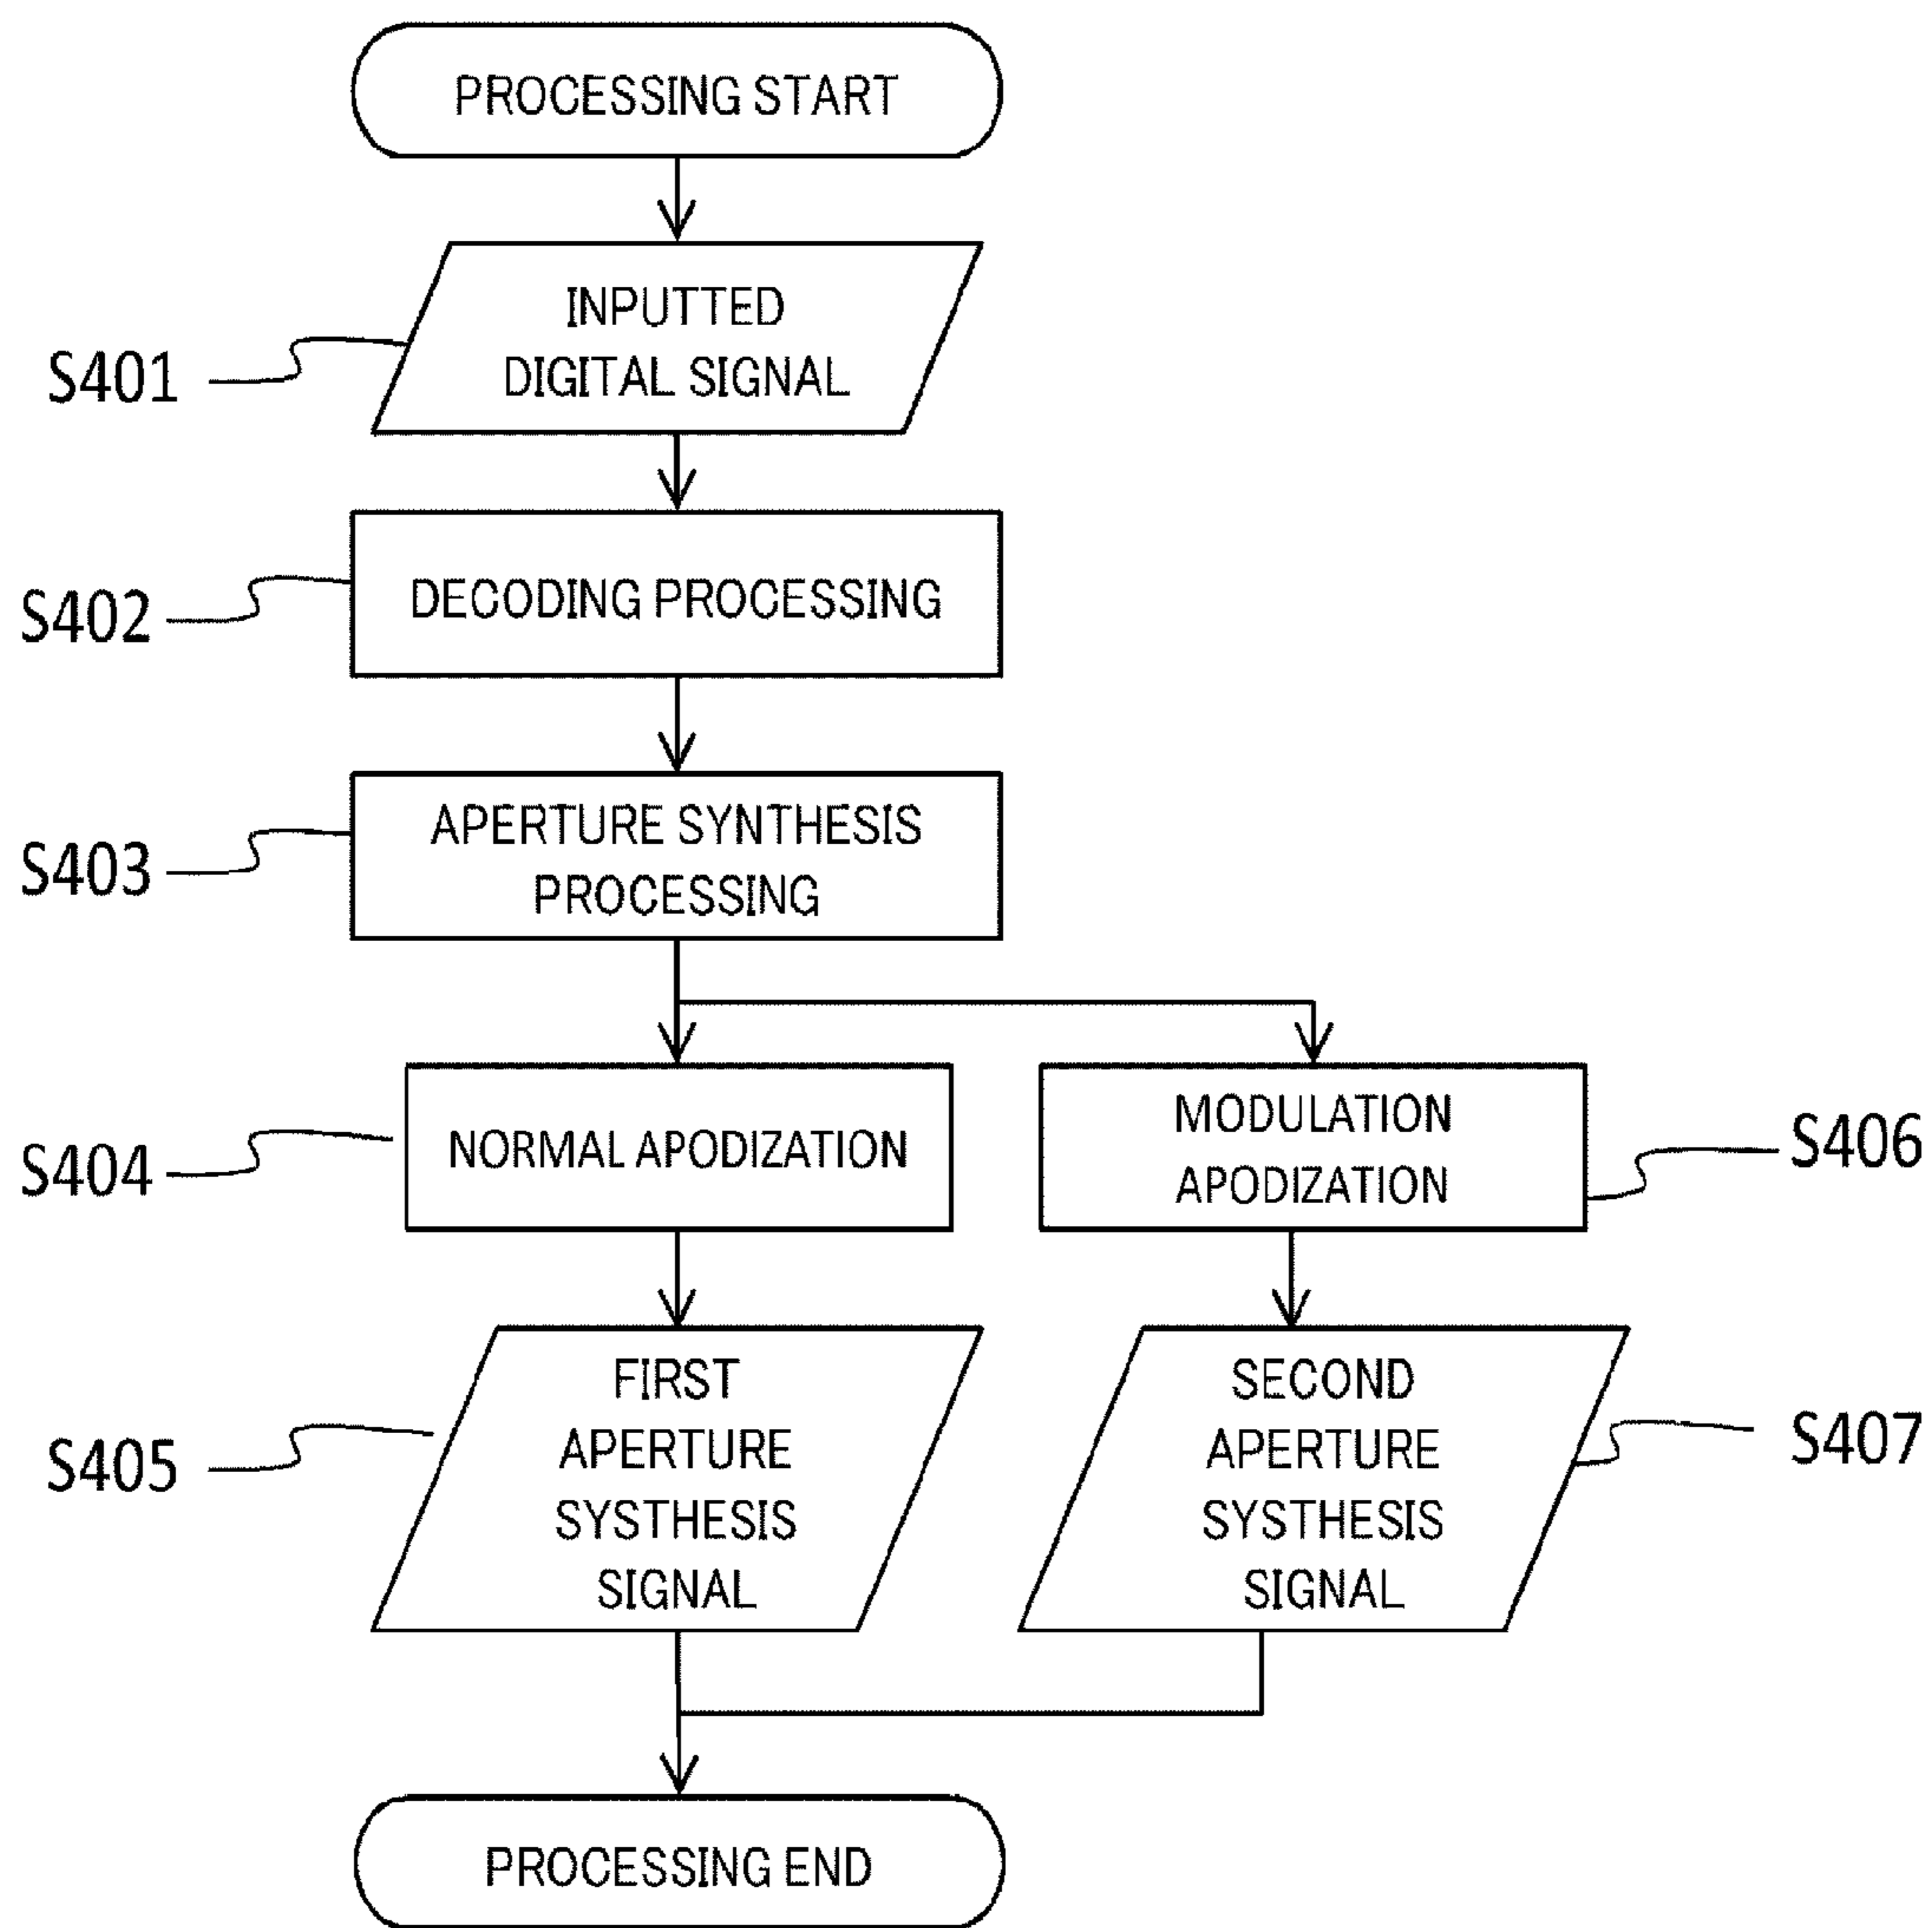 PROCESSING START
INPUTTED
DIGITAL SIGNAL
S401
DECODING PROCESSING
S402
APERTURE SYNTHESIS
PROCESSING
S403
NORMAL APODIZATION
S404
MODULATION
APODIZATION
S406
FIRST
APERTURE
SYSTHESIS
SIGNAL
S405
SECOND
APERTURE
SYSTHESIS
SIGNAL
S407
PROCESSING END